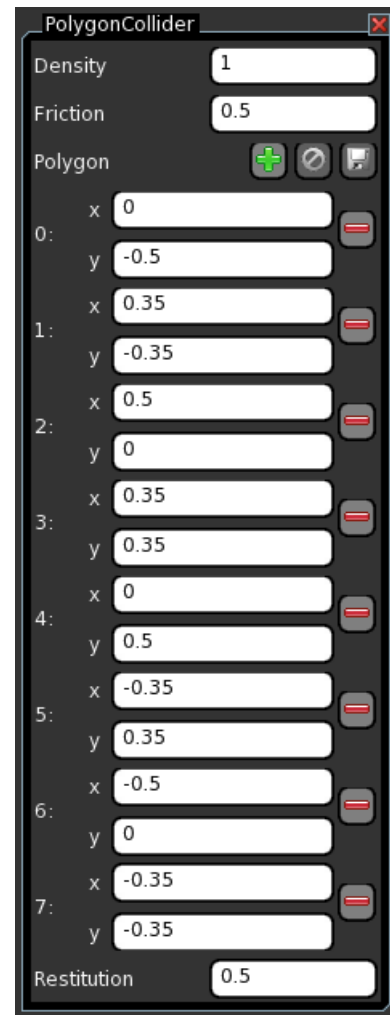 PolygonCollider
Density 1
Friction 0.5
Polygon
x 0
0:
y -0.5
x 0.35
1:
y -0.35
x 0.5
2:
y 0
x 0.35
3:
y 0.35
x 0
4:
y 0.5
x -0.35
5:
y 0.35
x -0.5
6:
y 0
x -0.35
7:
y -0.35
Restitution 0.5